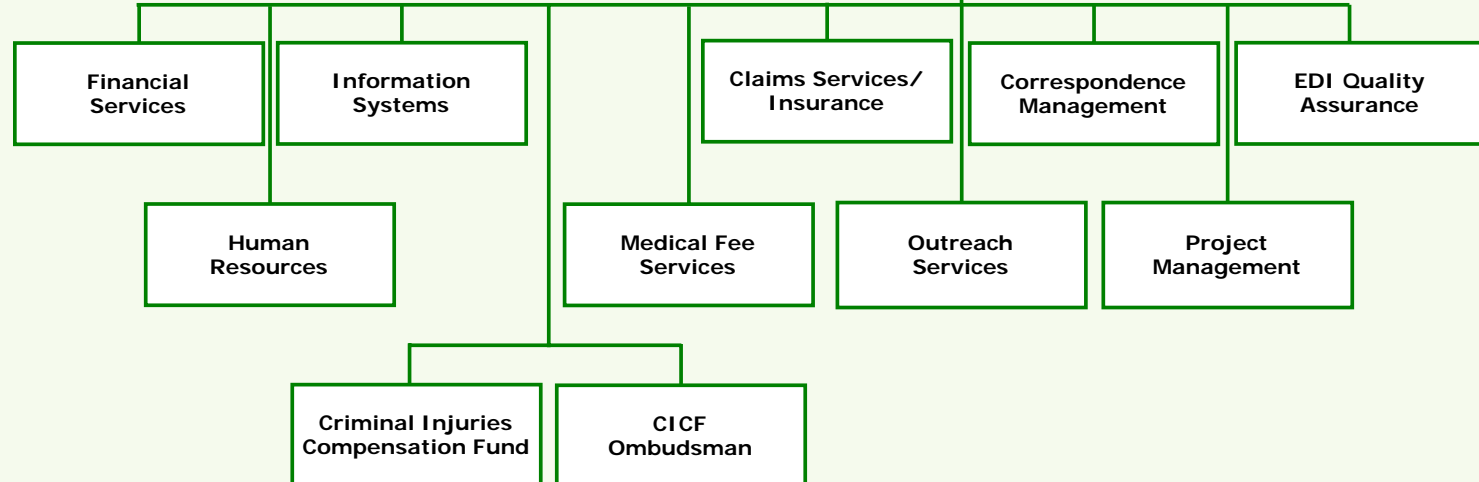 Financial
Services
Information
Systems
Claims Services/
Insurance
Correspondence
Management
EDI Quality
Assurance
Human
Resources
Medical Fee
Services
Outreach
Services
Project
Management
Criminal Injuries
Compensation Fund
CICF
Ombudsman